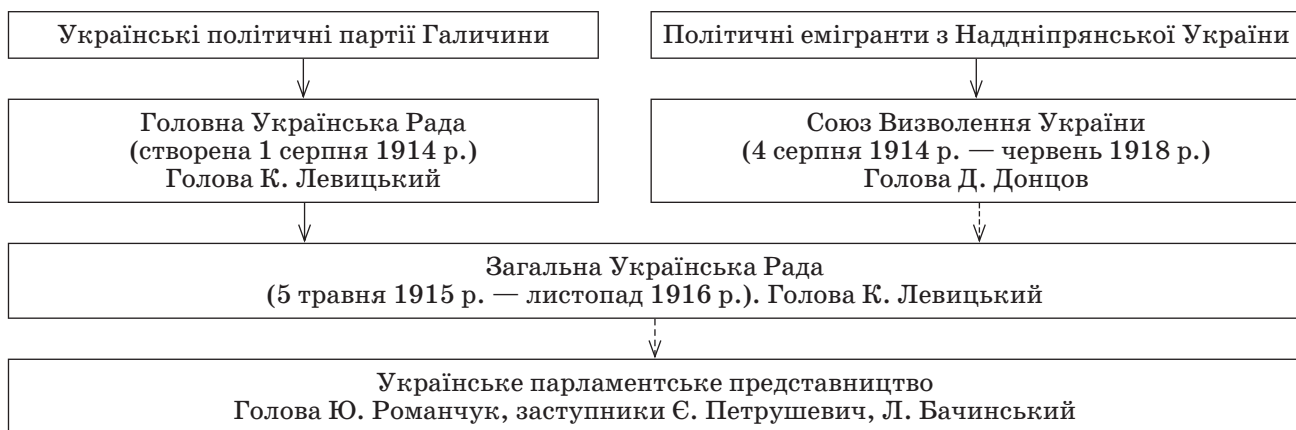 Українські політичні партії Галичини
Політичні емігранти з Наддніпрянської України
Головна Українська Рада
(створена 1 серпня 1914 р.)
Голова К. Левицький
Союз Визволення України
(4 серпня 1914 р. — червень 1918 р.)
Голова Д. Донцов
Загальна Українська Рада
(5 травня 1915 р. — листопад 1916 р.). Голова К. Левицький
Українське парламентське представництво
Голова Ю. Романчук, заступники Є. Петрушевич, Л. Бачинський